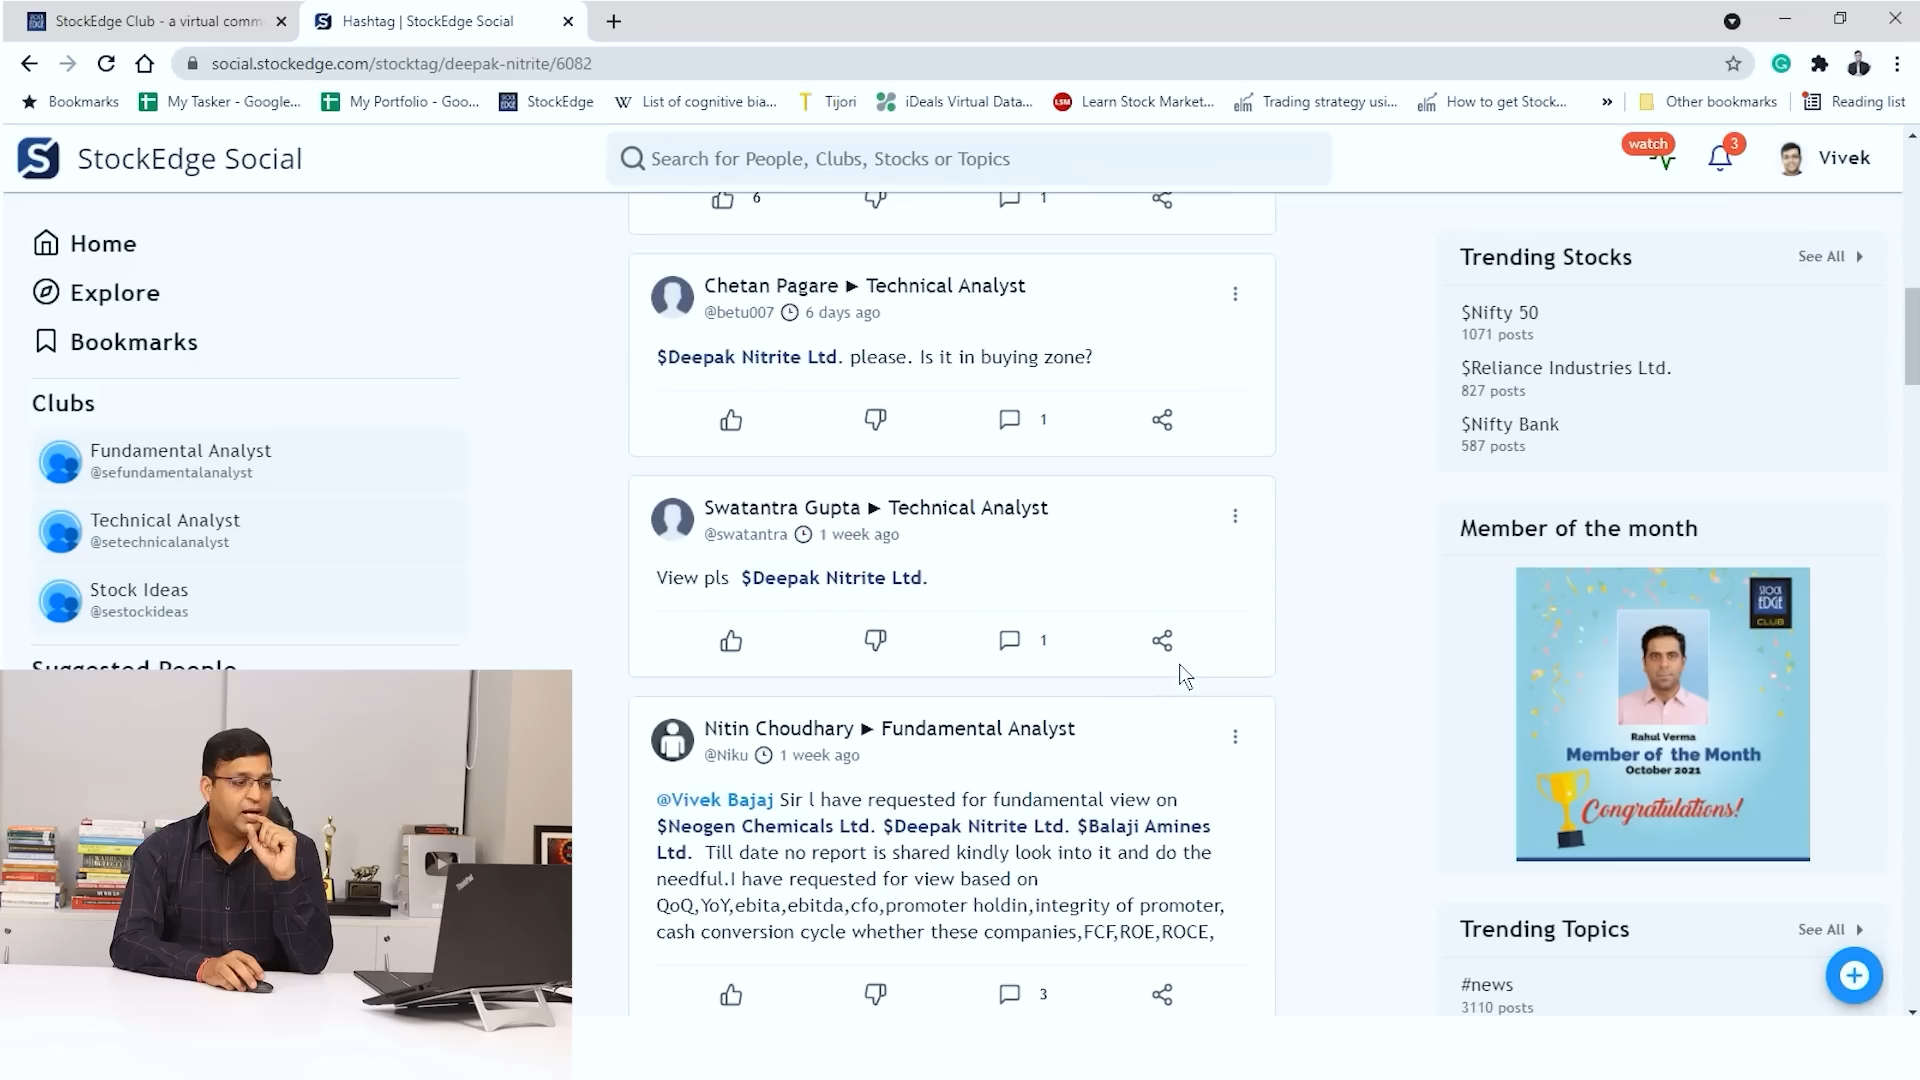 StockEdge Club - a virtual comm
Hashtag | StockEdge Social
social.stockedge.com/stocktag/deepak-nitrite/6082
Bookmarks
My Tasker - Google...
My Portfolio - Goo...
StockEdge
List of cognitive bia...
Tijori
iDeals Virtual Data...
Learn Stock Market...
Trading strategy usi...
How to get Stock...
»
Other bookmarks
Reading list
StockEdge Social
Search for People, Clubs, Stocks or Topics
watch
3
Vivek
Home
Explore
Bookmarks
Clubs
Fundamental Analyst
@sefundamentalanalyst
Technical Analyst
@setechnicalanalyst
Stock Ideas
@sestockideas
Suggested People
6
1
Chetan Pagare ▶ Technical Analyst
@betu007 6 days ago
$Deepak Nitrite Ltd. please. Is it in buying zone?
1
Swatantra Gupta ▶ Technical Analyst
@swatantra 1 week ago
View pls $Deepak Nitrite Ltd.
1
Nitin Choudhary ▶ Fundamental Analyst
@Niku 1 week ago
@Vivek Bajaj Sir l have requested for fundamental view on
$Neogen Chemicals Ltd. $Deepak Nitrite Ltd. $Balaji Amines
Ltd. Till date no report is shared kindly look into it and do the
needful.I have requested for view based on
QoQ,YoY,ebita,ebitda,cfo,promoter holdin,integrity of promoter,
cash conversion cycle whether these companies,FCF,ROE,ROCE,
3
Trending Stocks
See All
$Nifty 50
1071 posts
$Reliance Industries Ltd.
827 posts
$Nifty Bank
587 posts
Member of the month
STOCK
EDGE
CLUB
Rahul Verma
Member of the Month
October 2021
Congratulations!
Trending Topics
See All
#news
3110 posts
ThinkPad